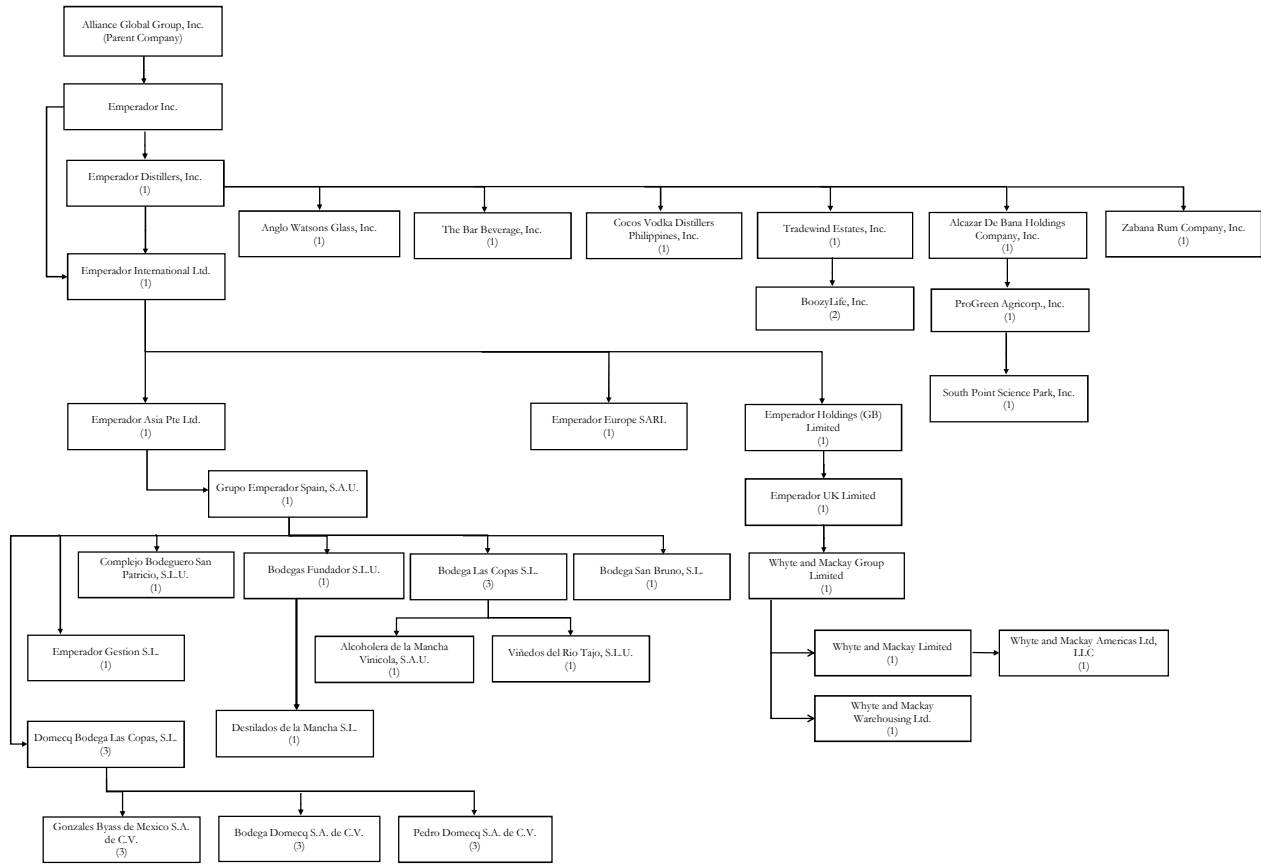 Alliance Global Group, Inc.
(Parent Company)
Emperador Inc.
Emperador Distillers, Inc.
(1)
Anglo Watsons Glass, Inc.
(1)
The Bar Beverage, Inc.
(1)
Cocos Vodka Distillers
Philippines, Inc.
(1)
Tradewind Estates, Inc.
(1)
Alcazar De Bana Holdings
Company, Inc.
(1)
Zabana Rum Company, Inc.
(1)
Emperador International Ltd.
(1)
BoozyLife, Inc.
(2)
ProGreen Agricorp., Inc.
(1)
South Point Science Park, Inc.
(1)
Emperador Asia Pte Ltd.
(1)
Emperador Europe SARL
(1)
Emperador Holdings (GB)
Limited
(1)
Grupo Emperador Spain, S.A.U.
(1)
Emperador UK Limited
(1)
Complejo Bodeguero San
Patricio, S.L.U.
(1)
Bodegas Fundador S.L.U.
(1)
Bodega Las Copas S.L.
(3)
Bodega San Bruno, S.L.
(1)
Whyte and Mackay Group
Limited
(1)
Emperador Gestion S.L.
(1)
Alcoholera de la Mancha
Vinicola, S.A.U.
(1)
Viñedos del Rio Tajo, S.L.U.
(1)
Whyte and Mackay Limited
(1)
Whyte and Mackay Americas Ltd,
LLC
(1)
Domecq Bodega Las Copas, S.L.
(3)
Destilados de la Mancha S.L.
(1)
Whyte and Mackay
Warehousing Ltd.
(1)
Gonzales Byass de Mexico S.A.
de C.V.
(3)
Bodega Domecq S.A. de C.V.
(3)
Pedro Domecq S.A. de C.V.
(3)